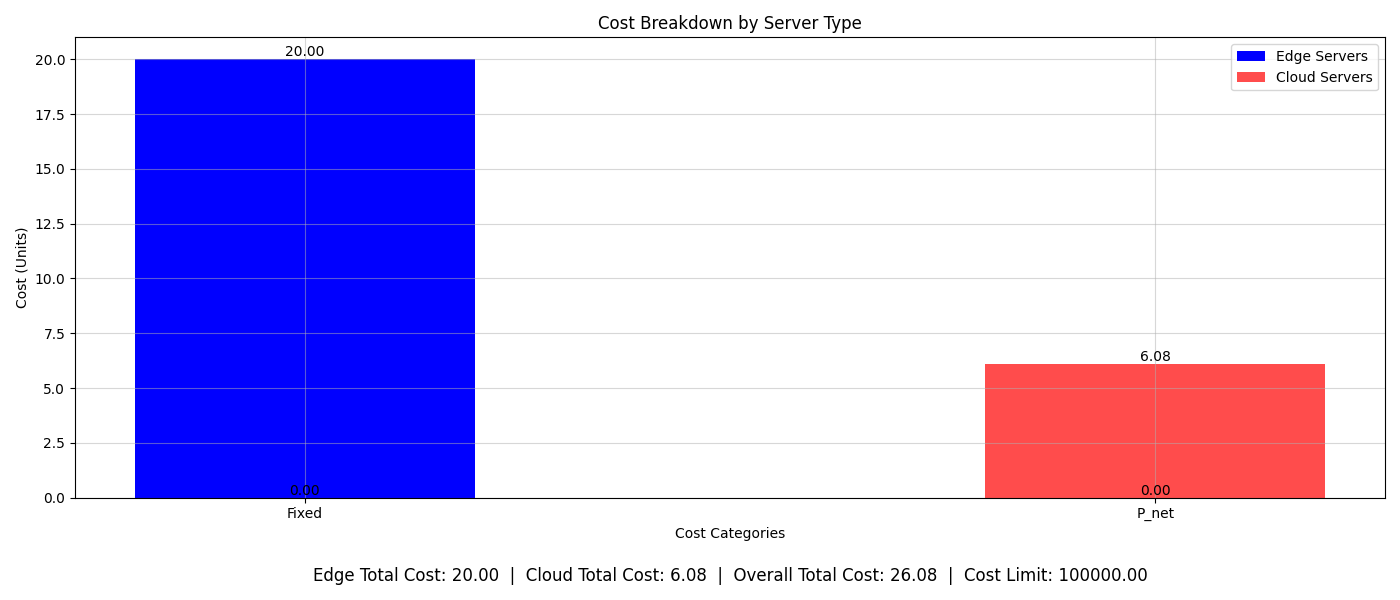 Cost Breakdown by Server Type
20.00
Edge Servers
Cloud Servers
20.0
17.5
15.0
12.5
10.0
7.5
5.0
2.5
0.0
Cost (Units)
6.08
0.00
0.00
Fixed
P_net
Cost Categories
Edge Total Cost: 20.00 | Cloud Total Cost: 6.08 | Overall Total Cost: 26.08 | Cost Limit: 100000.00